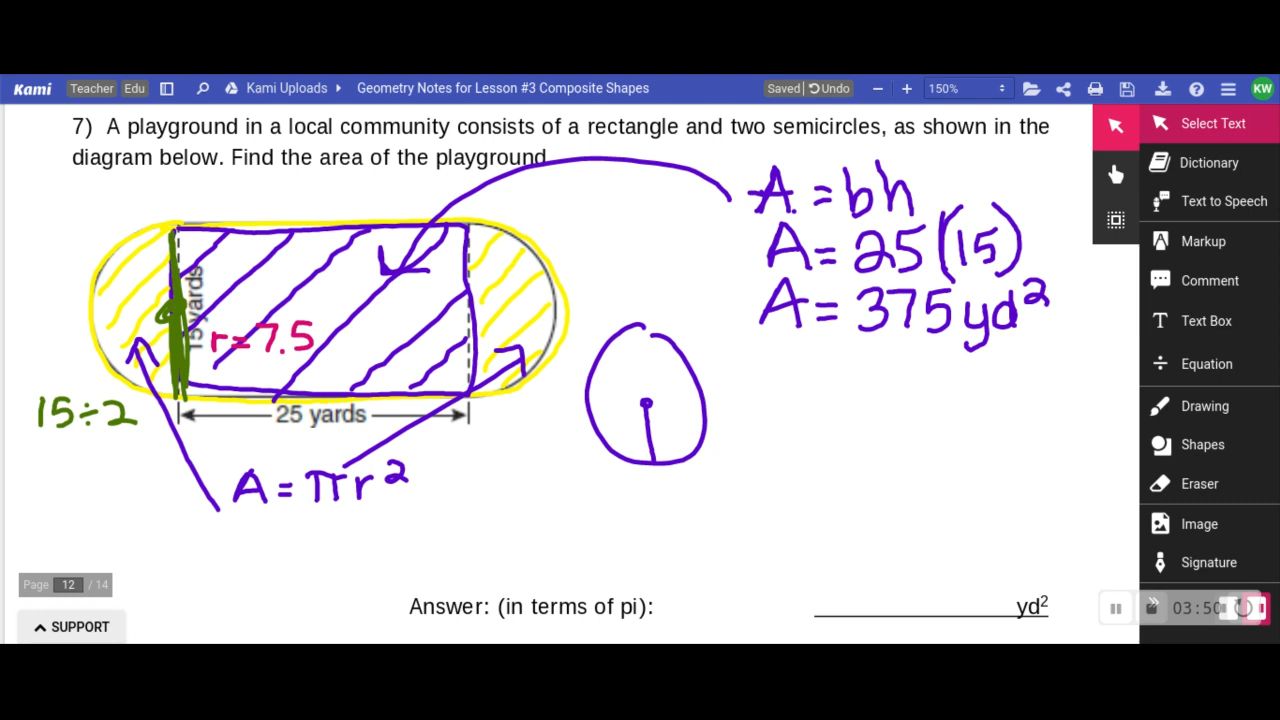 Kami Teacher Edu Kami Uploads Geometry Notes for Lesson #3 Composite Shapes Saved Undo 150% KW
7) A playground in a local community consists of a rectangle and two semicircles, as shown in the
diagram below. Find the area of the playground
A = bh
A = 25(15)
A = 375 yd²
15 yards
r = 7.5
15÷2
25 yards
A = πr²
Answer: (in terms of pi): yd²
Page 12 / 14
SUPPORT
Select Text
Dictionary
Text to Speech
Markup
Comment
Text Box
Equation
Drawing
Shapes
Eraser
Image
Signature
03:50